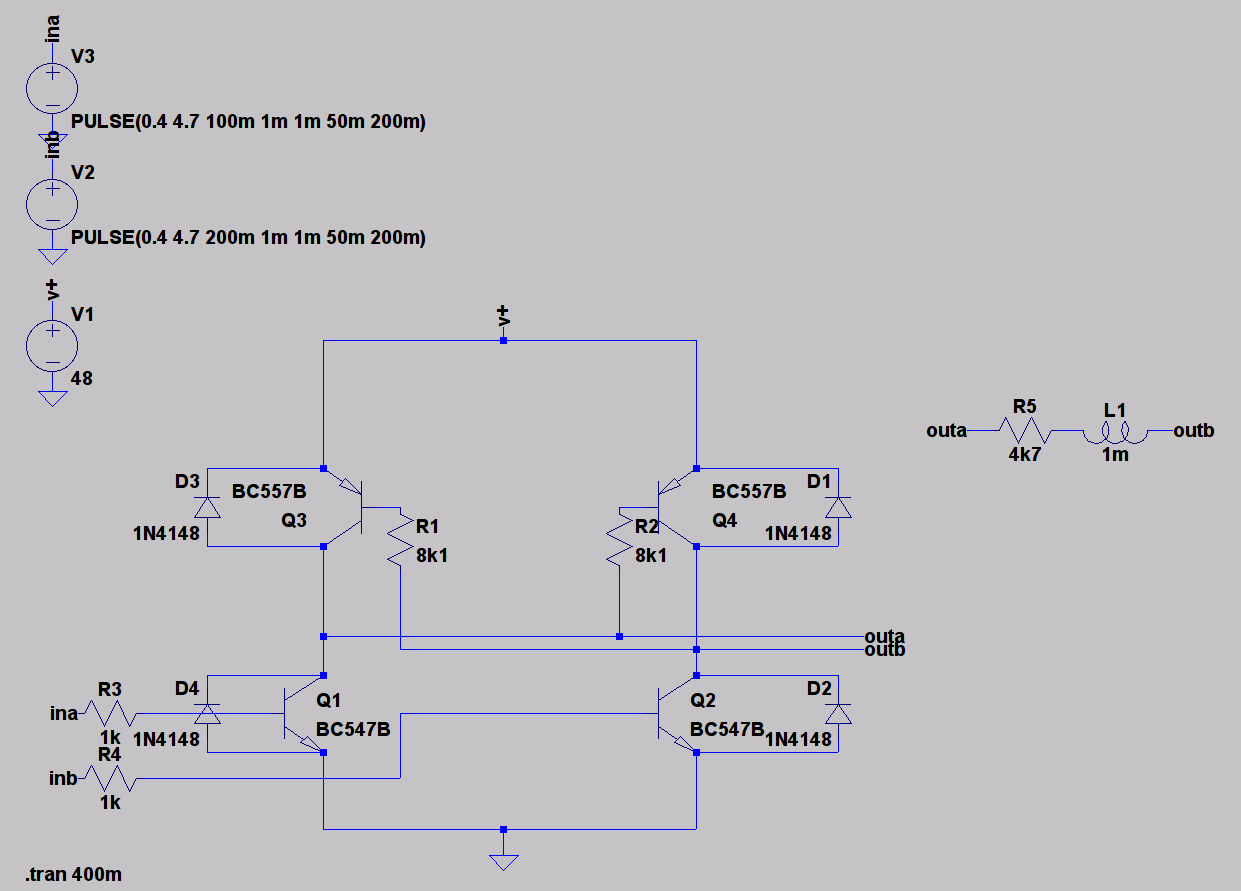 ina
V3
PULSE(0.4 4.7 100m 1m 1m 50m 200m)
inb
V2
PULSE(0.4 4.7 200m 1m 1m 50m 200m)
v+
V1
48
v+
R5
4k7
L1
1m
outa
outb
D3
1N4148
BC557B
Q3
R1
8k1
R2
8k1
BC557B
Q4
D1
1N4148
outa
outb
ina
R3
1k
D4
1N4148
Q1
BC547B
Q2
BC547B
D2
1N4148
inb
R4
1k
.tran 400m